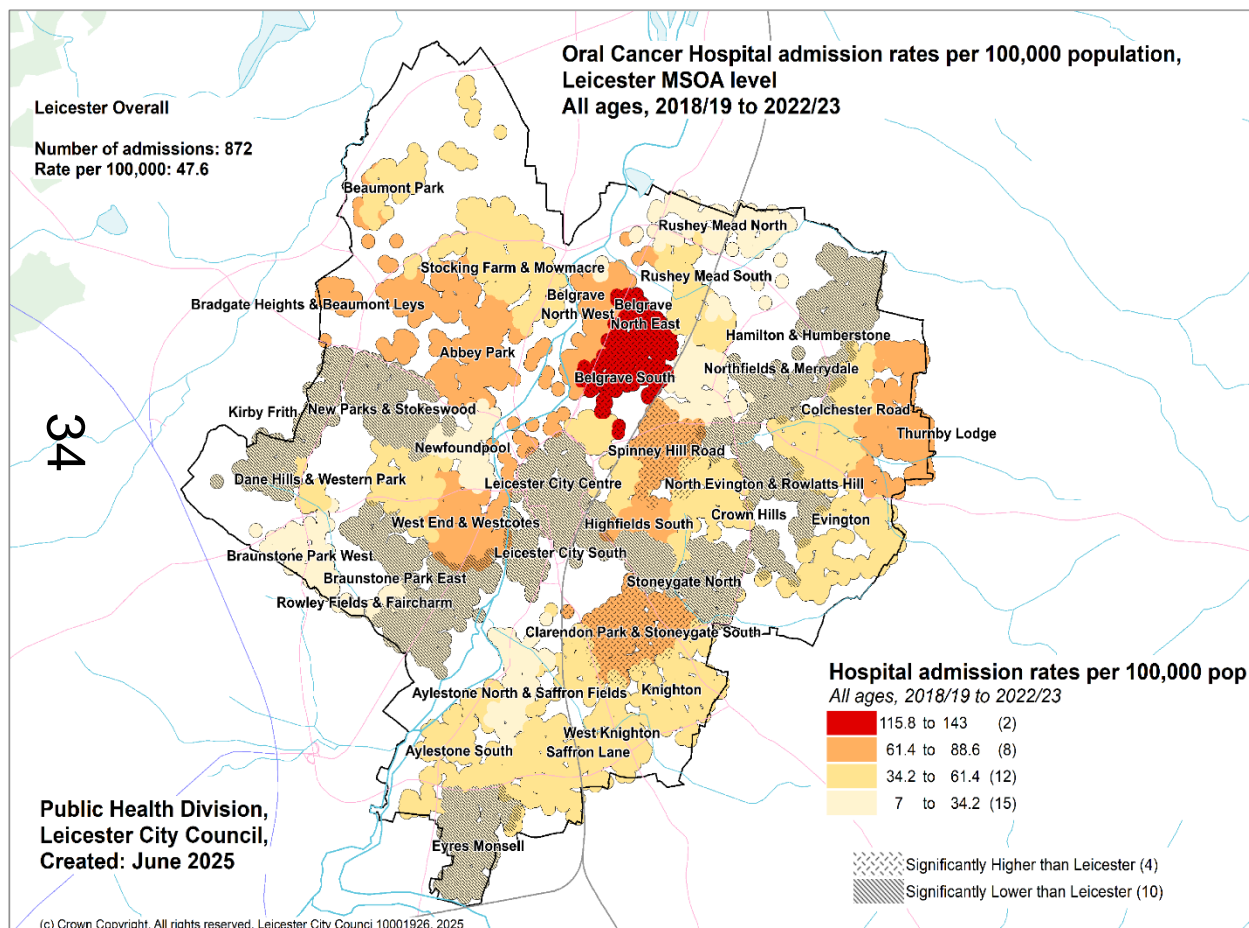 Oral Cancer Hospital admission rates per 100,000 population,
Leicester MSOA level
All ages, 2018/19 to 2022/23
Leicester Overall
Number of admissions: 872
Rate per 100,000: 47.6
Beaumont Park
Rushey Mead North
Stocking Farm & Mowmacre
Rushey Mead South
Bradgate Heights & Beaumont Leys
Belgrave
North West
Belgrave
North East
Hamilton & Humberstone
Abbey Park
Belgrave South
Northfields & Merrydale
Kirby Frith
New Parks & Stokeswood
Colchester Road
Thurnby Lodge
34
Newfoundpool
Spinney Hill Road
Dane Hills & Western Park
Leicester City Centre
North Evington & Rowlatts Hill
West End & Westcotes
Highfields South
Crown Hills
Evington
Braunstone Park West
Leicester City South
Braunstone Park East
Stoneygate North
Rowley Fields & Faircharm
Clarendon Park & Stoneygate South
Aylestone North & Saffron Fields
Knighton
West Knighton
Aylestone South
Saffron Lane
Eyres Monsell
Hospital admission rates per 100,000 pop
All ages, 2018/19 to 2022/23
115.8 to 143 (2)
61.4 to 88.6 (8)
34.2 to 61.4 (12)
7 to 34.2 (15)
Significantly Higher than Leicester (4)
Significantly Lower than Leicester (10)
Public Health Division,
Leicester City Council,
Created: June 2025
(c) Crown Copyright. All rights reserved. Leicester City Counci 10001926. 2025